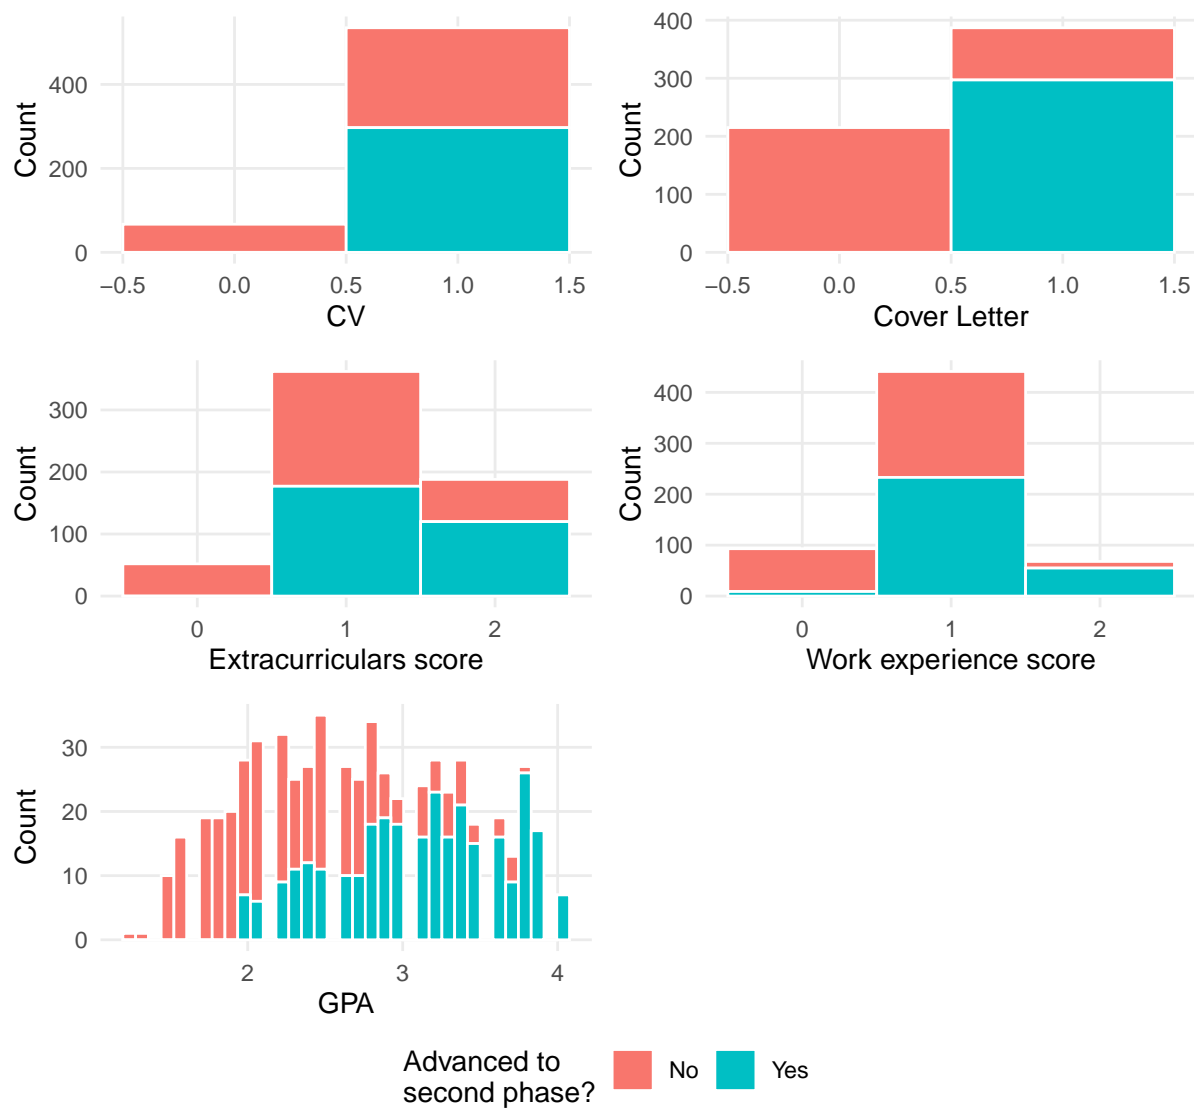 Count
400
200
0
−0.5 0.0 0.5 1.0 1.5
CV
Count
400
300
200
100
0
−0.5 0.0 0.5 1.0 1.5
Cover Letter
Count
300
200
100
0
0 1 2
Extracurriculars score
Count
400
300
200
100
0
0 1 2
Work experience score
Count
30
20
10
0
2 3 4
GPA
Advanced to
second phase?
No Yes